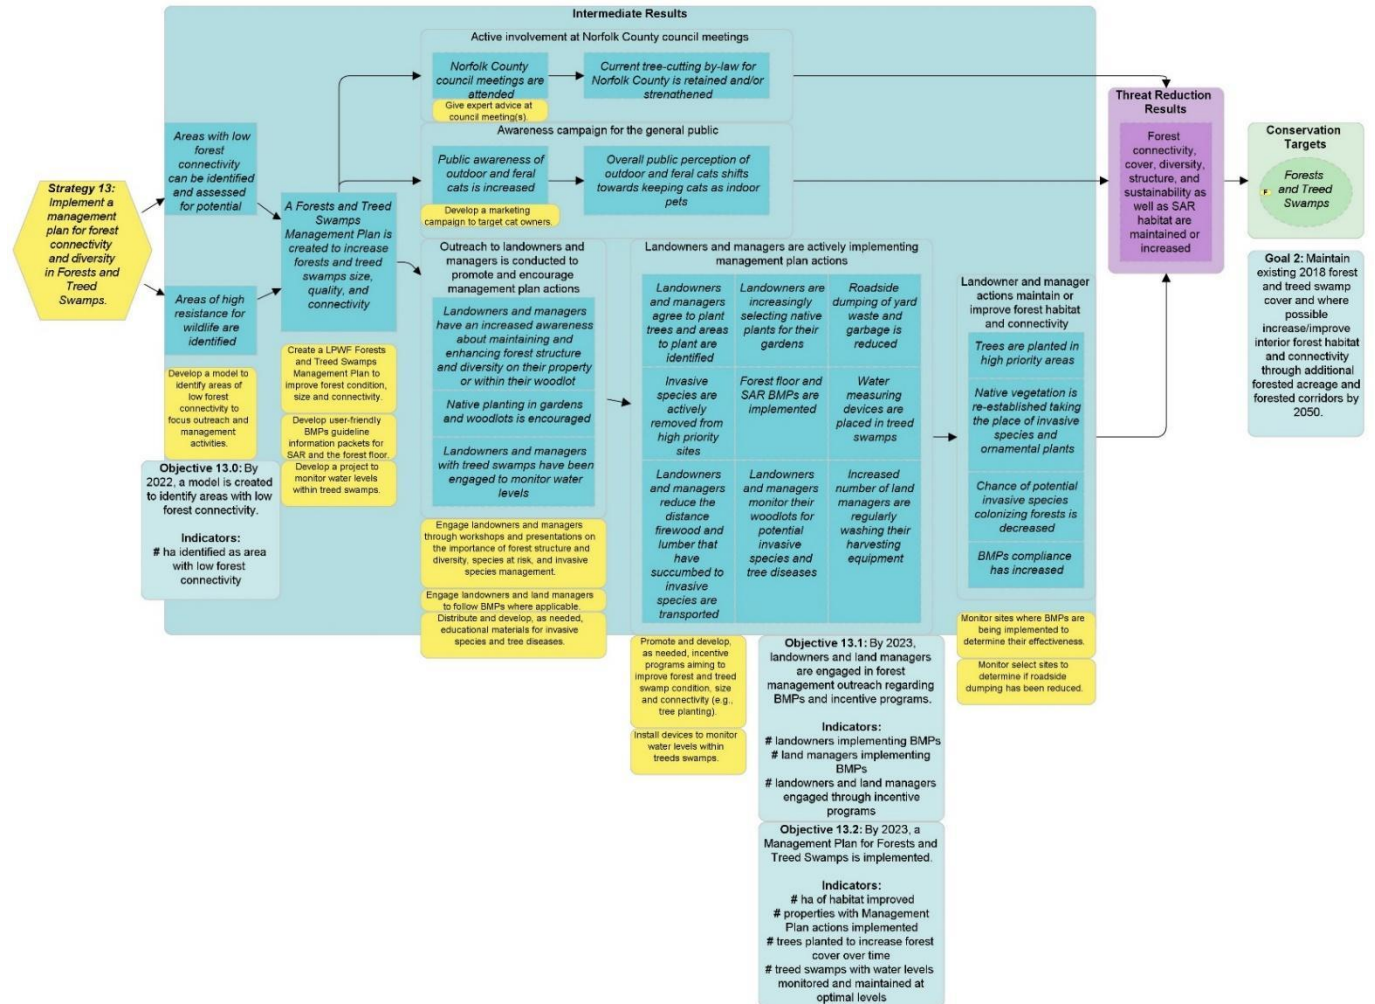 Intermediate Results
Active involvement at Norfolk County council meetings
Norfolk County
council meetings are
attended
Current tree-cutting by-law for
Norfolk County is retained and/or
strengthened
Give expert advice at
council meeting(s).
Awareness campaign for the general public
Public awareness of
outdoor and feral
cats is increased
Overall public perception of
outdoor and feral cats shifts
towards keeping cats as indoor
pets
Develop a marketing
campaign to target cat owners.
Strategy 13:
Implement a
management
plan for forest
connectivity
and diversity
in Forests and
Treed
Swamps.
Areas with low
forest
connectivity
can be identified
and assessed
for potential
Areas of high
resistance for
wildlife are
identified
Develop a model to
identify areas of
low forest
connectivity to
focus outreach and
management
activities.
Objective 13.0: By
2022, a model is created
to identify areas with low
forest connectivity.
Indicators:
# ha identified as area
with low forest
connectivity
A Forests and Treed
Swamps
Management Plan is
created to increase
forests and treed
swamps size,
quality, and
connectivity
Create a LPWF Forests
and Treed Swamps
Management Plan to
improve forest condition,
size and connectivity.
Develop user-friendly
BMPs guideline
information packets for
SAR and the forest floor.
Develop a project to
monitor water levels
within treed swamps.
Outreach to landowners and
managers is conducted to
promote and encourage
management plan actions
Landowners and managers
have an increased awareness
about maintaining and
enhancing forest structure
and diversity on their property
or within their woodlot
Native planting in gardens
and woodlots is encouraged
Landowners and managers
with treed swamps have been
engaged to monitor water
levels
Engage landowners and managers
through workshops and presentations on
the importance of forest structure and
diversity, species at risk, and invasive
species management.
Engage landowners and land managers
to follow BMPs where applicable.
Distribute and develop, as needed,
educational materials for invasive
species and tree diseases.
Landowners and managers are actively implementing
management plan actions
Landowners
and managers
agree to plant
trees and areas
to plant are
identified
Landowners are
increasingly
selecting native
plants for their
gardens
Roadside
dumping of yard
waste and
garbage is
reduced
Invasive
species are
actively
removed from
high priority
sites
Forest floor and
SAR BMPs are
implemented
Water
measuring
devices are
placed in treed
swamps
Landowners
and managers
reduce the
distance
firewood and
lumber that
have
succumbed to
invasive
species are
transported
Landowners
and managers
monitor their
woodlots for
potential
invasive
species and
tree diseases
Increased
number of land
managers are
regularly
washing their
harvesting
equipment
Promote and develop,
as needed, incentive
programs aiming to
improve forest and treed
swamp condition, size
and connectivity (e.g.,
tree planting).
Install devices to monitor
water levels within
treeds swamps.
Objective 13.1: By 2023,
landowners and land managers
are engaged in forest
management outreach regarding
BMPs and incentive programs.
Indicators:
# landowners implementing BMPs
# land managers implementing
BMPs
# landowners and land managers
engaged through incentive
programs
Objective 13.2: By 2023, a
Management Plan for Forests and
Treed Swamps is implemented.
Indicators:
# ha of habitat improved
# properties with Management
Plan actions implemented
# trees planted to increase forest
cover over time
# treed swamps with water levels
monitored and maintained at
optimal levels
Landowner and manager
actions maintain or
improve forest habitat
and connectivity
Trees are planted in
high priority areas
Native vegetation is
re-established taking
the place of invasive
species and
ornamental plants
Chance of potential
invasive species
colonizing forests is
decreased
BMPs compliance
has increased
Monitor sites where BMPs are
being implemented to
determine their effectiveness.
Monitor select sites to
determine if roadside
dumping has been reduced.
Threat Reduction
Results
Forest
connectivity,
cover, diversity,
structure, and
sustainability as
well as SAR
habitat are
maintained or
increased
Conservation
Targets
F
Forests
and Treed
Swamps
Goal 2: Maintain
existing 2018 forest
and treed swamp
cover and where
possible
increase/improve
interior forest habitat
and connectivity
through additional
forested acreage and
forested corridors by
2050.